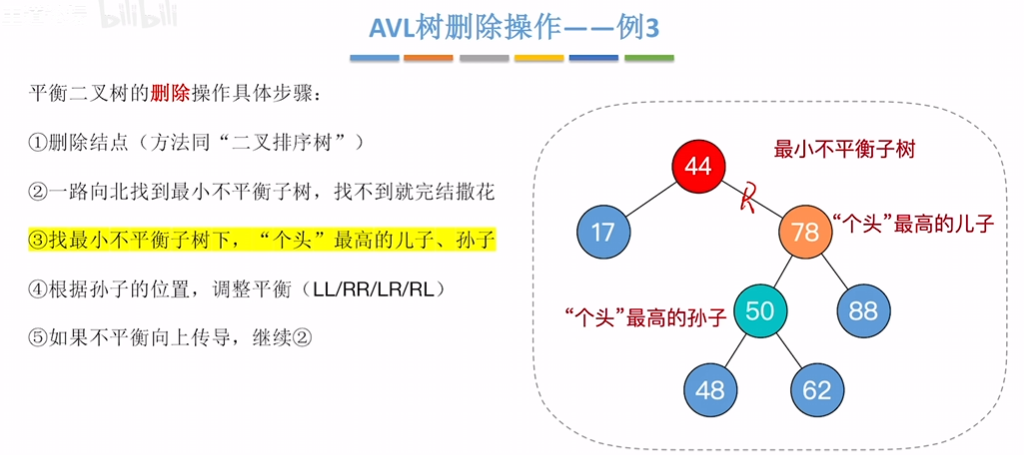 bilibili
AVL树删除操作——例3
平衡二叉树的删除操作具体步骤：
①删除结点（方法同“二叉排序树”）
②一路向北找到最小不平衡子树，找不到就完结撒花
③找最小不平衡子树下，“个头”最高的儿子、孙子
④根据孙子的位置，调整平衡（LL/RR/LR/RL）
⑤如果不平衡向上传导，继续②
最小不平衡子树
44
R
17
78
“个头”最高的儿子
“个头”最高的孙子
50
88
48
62